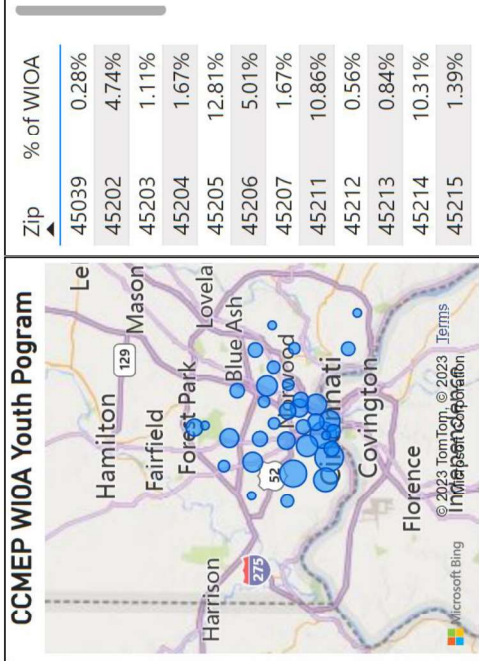 CCMEP WIOA Youth Pogram
Hamilton
Le
129
Mason
Fairfield
Forest Park
Lovela
Blue Ash
Harrison
275
52
Covington
Florence
Microsoft Bing
© 2023 TomTom, © 2023
Microsoft Corporation
Terms
Zip % of WIOA
45039 0.28%
45202 4.74%
45203 1.11%
45204 1.67%
45205 12.81%
45206 5.01%
45207 1.67%
45211 10.86%
45212 0.56%
45213 0.84%
45214 10.31%
45215 1.39%